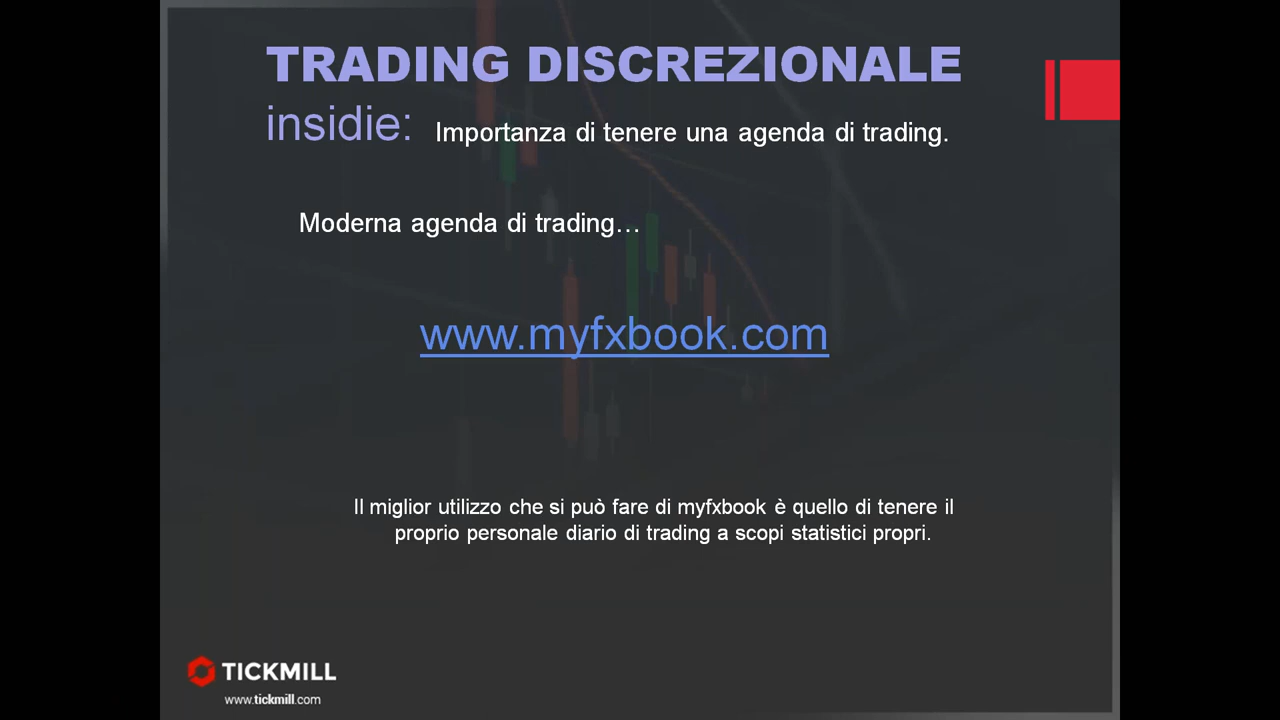 TRADING DISCREZIONALE
insidie: Importanza di tenere una agenda di trading.
Moderna agenda di trading…
www.myfxbook.com
Il miglior utilizzo che si può fare di myfxbook è quello di tenere il
proprio personale diario di trading a scopi statistici propri.
TICKMILL
www.tickmill.com